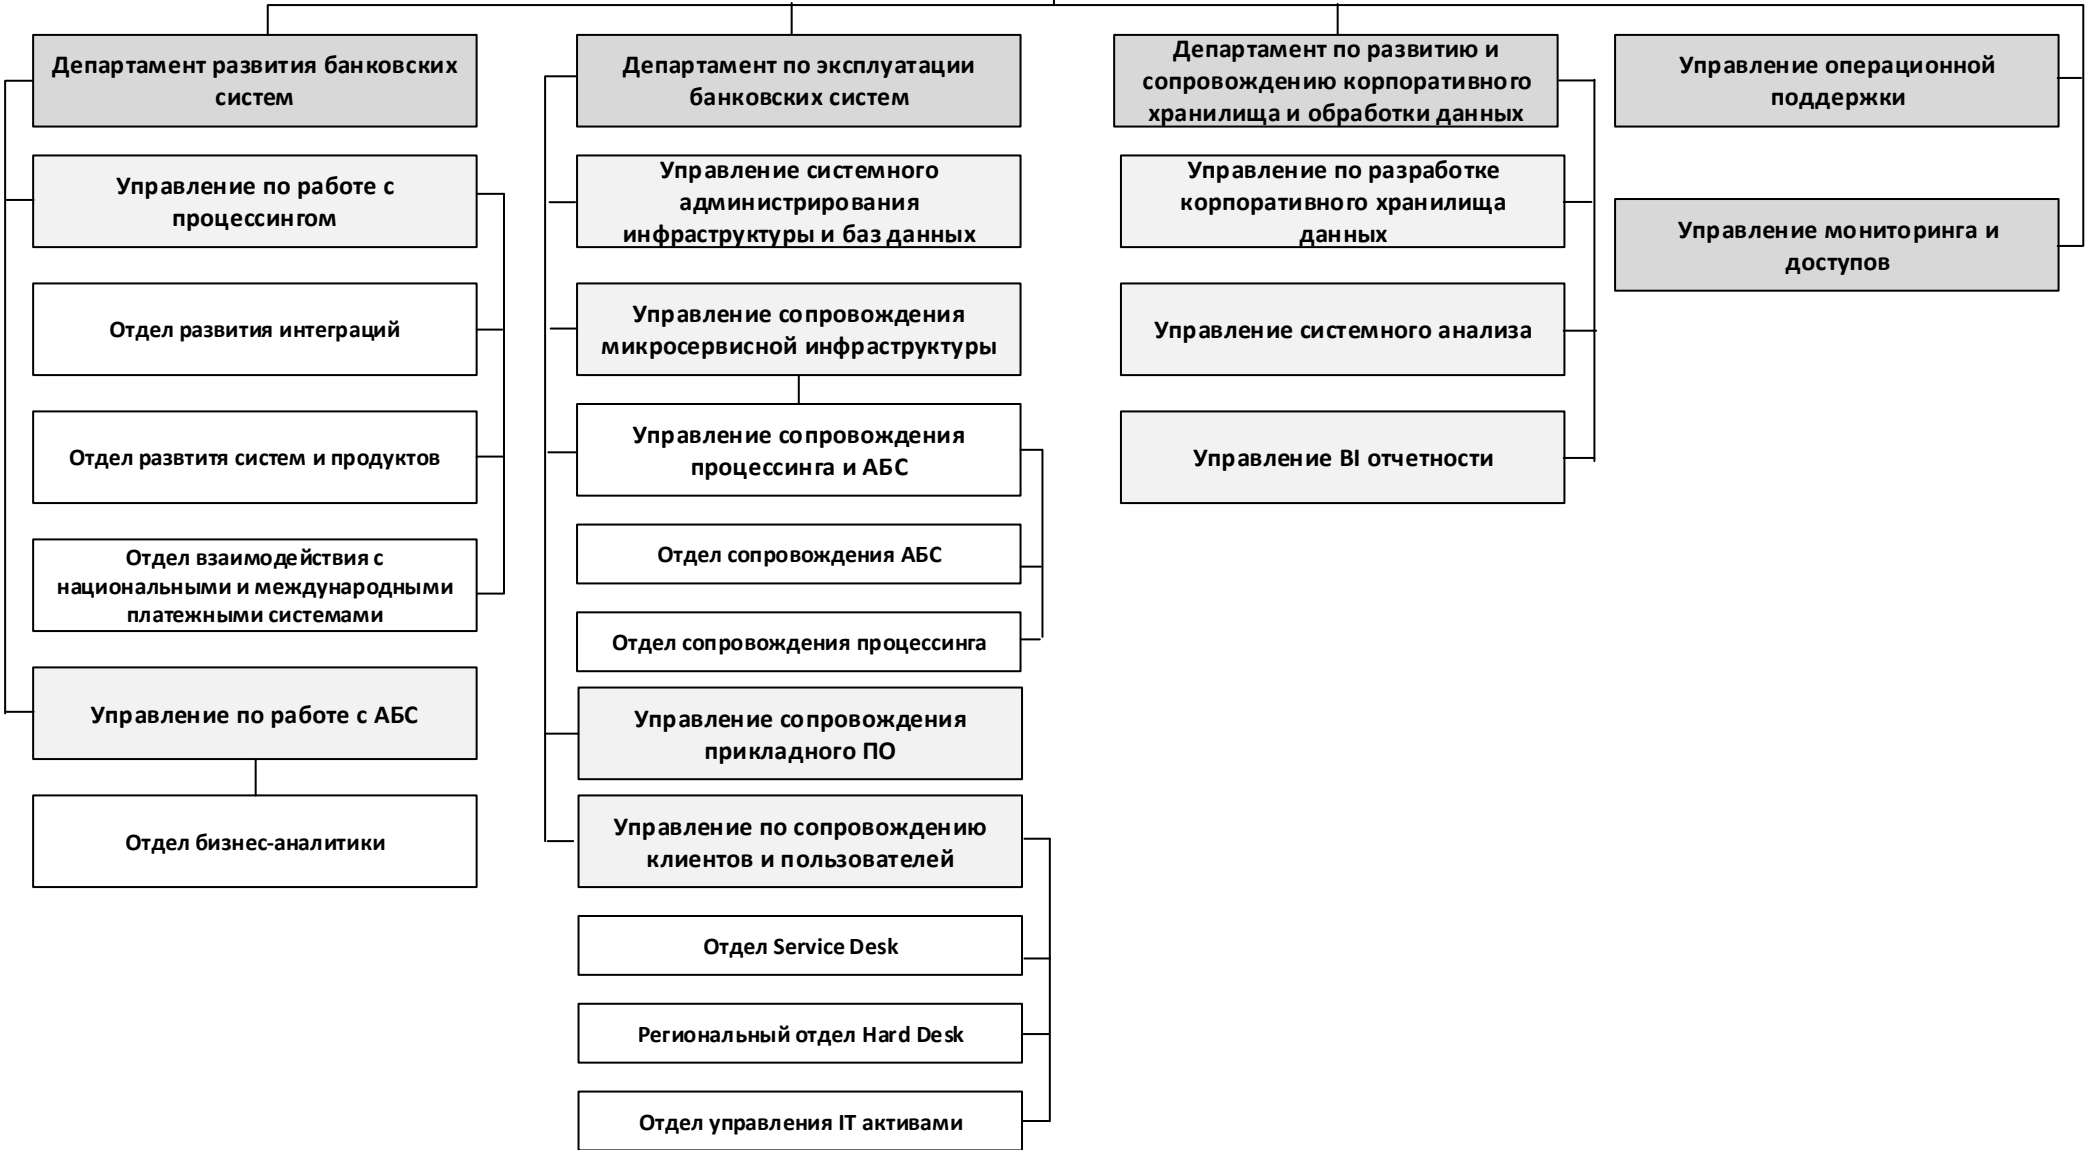 Департамент развития банковских
систем
Управление по работе с
процессингом
Отдел развития интеграций
Отдел развтитя систем и продуктов
Отдел взаимодействия с
национальными и международными
платежными системами
Управление по работе с АБС
Отдел бизнес-аналитики
Департамент по эксплуатации
банковских систем
Управление системного
администрирования
инфраструктуры и баз данных
Управление сопровождения
микросервисной инфраструктуры
Управление сопровождения
процессинга и АБС
Отдел сопровождения АБС
Отдел сопровождения процессинга
Управление сопровождения
прикладного ПО
Управление по сопровождению
клиентов и пользователей
Отдел Service Desk
Региональный отдел Hard Desk
Отдел управления IT активами
Департамент по развитию и
сопровождению корпоративного
хранилища и обработки данных
Управление по разработке
корпоративного хранилища
данных
Управление системного анализа
Управление BI отчетности
Управление операционной
поддержки
Управление мониторинга и
доступов